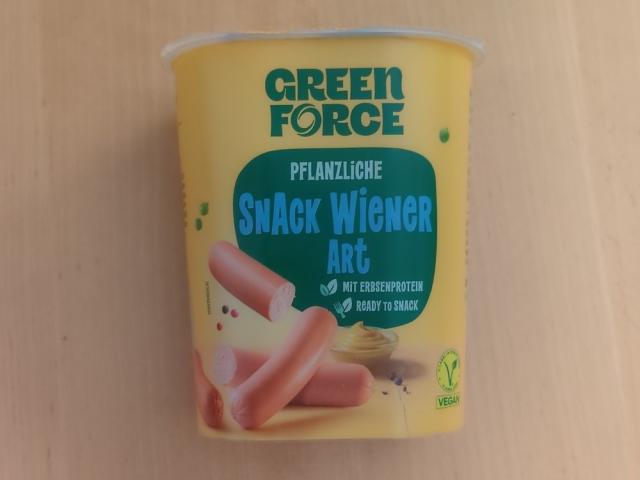 GREEN
FORCE
PFLANZLICHE
SNACK WIENER
ART
MIT ERBSENPROTEIN
READY TO SNACK
VEGAN